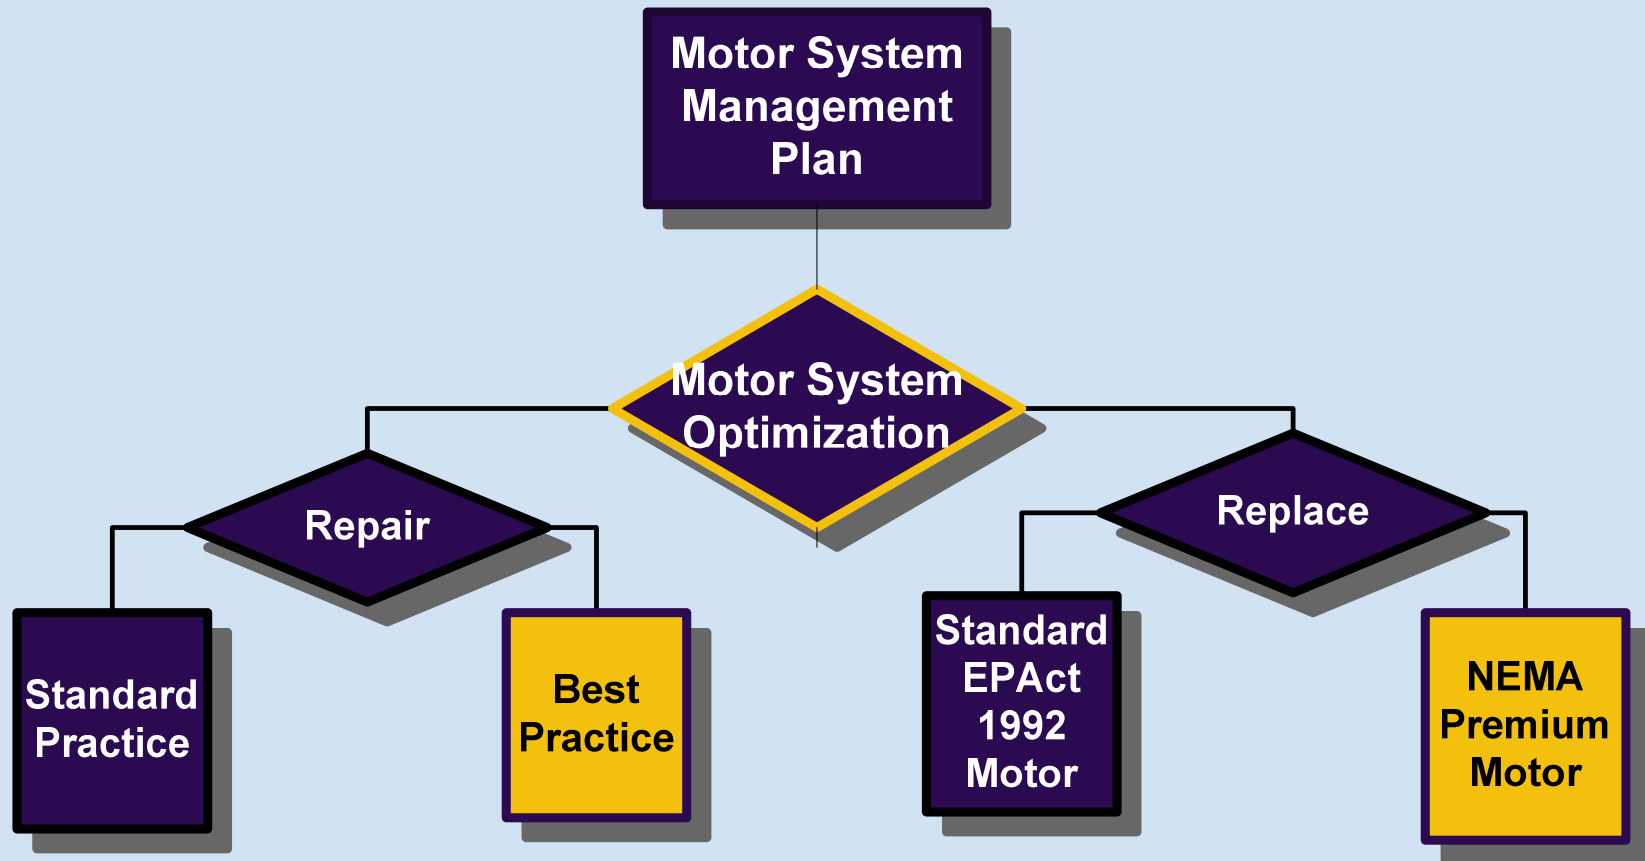 Motor System
Management
Plan
Motor System
Optimization
Repair
Replace
Standard
Practice
Best
Practice
Standard
EPAct
1992
Motor
NEMA
Premium
Motor